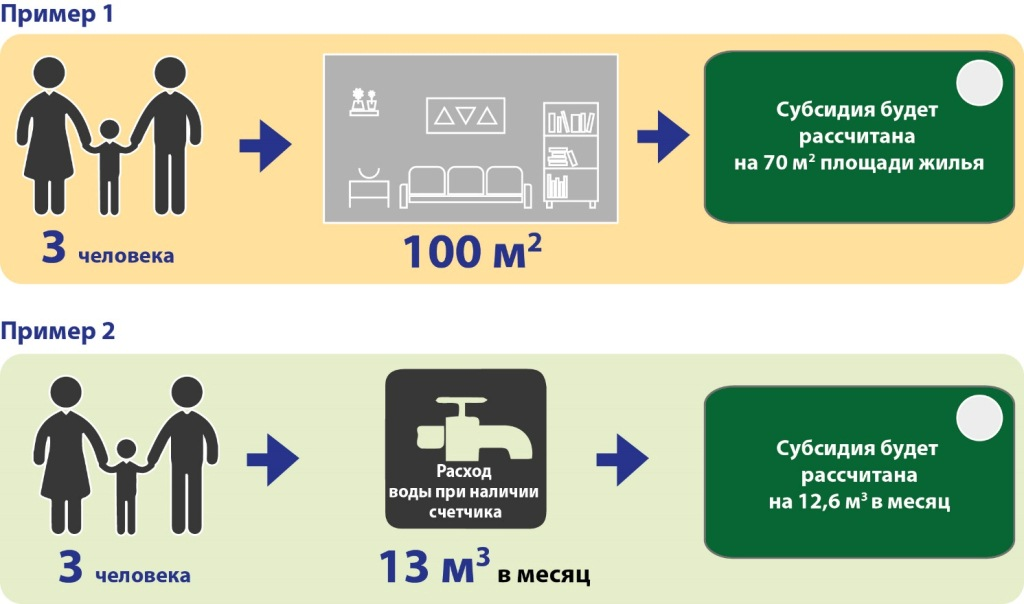 Пример 1
Субсидия будет
рассчитана
на 70 м² площади жилья
3 человека
100 м²
Пример 2
Расход
воды при наличии
счетчика
Субсидия будет
рассчитана
на 12,6 м³ в месяц
3 человека
13 м³ в месяц